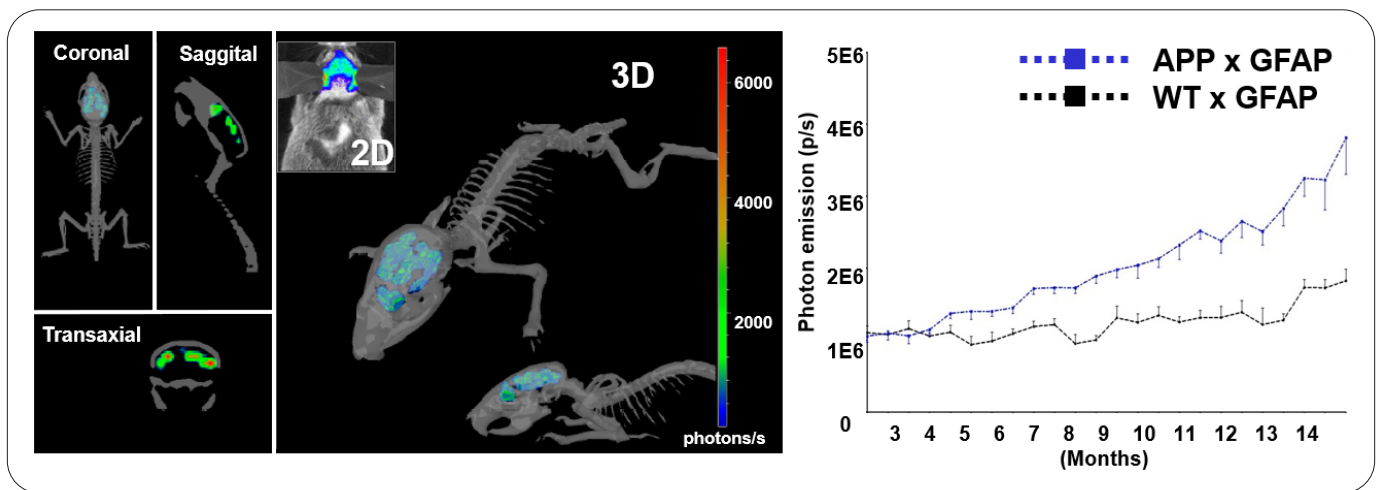 Coronal
Saggital
Transaxial
2D
3D
6000
4000
2000
photons/s
5E6
4E6
3E6
2E6
1E6
0
Photon emission (p/s)
APP x GFAP
WT x GFAP
3 4 5 6 7 8 9 10 11 12 13 14
(Months)